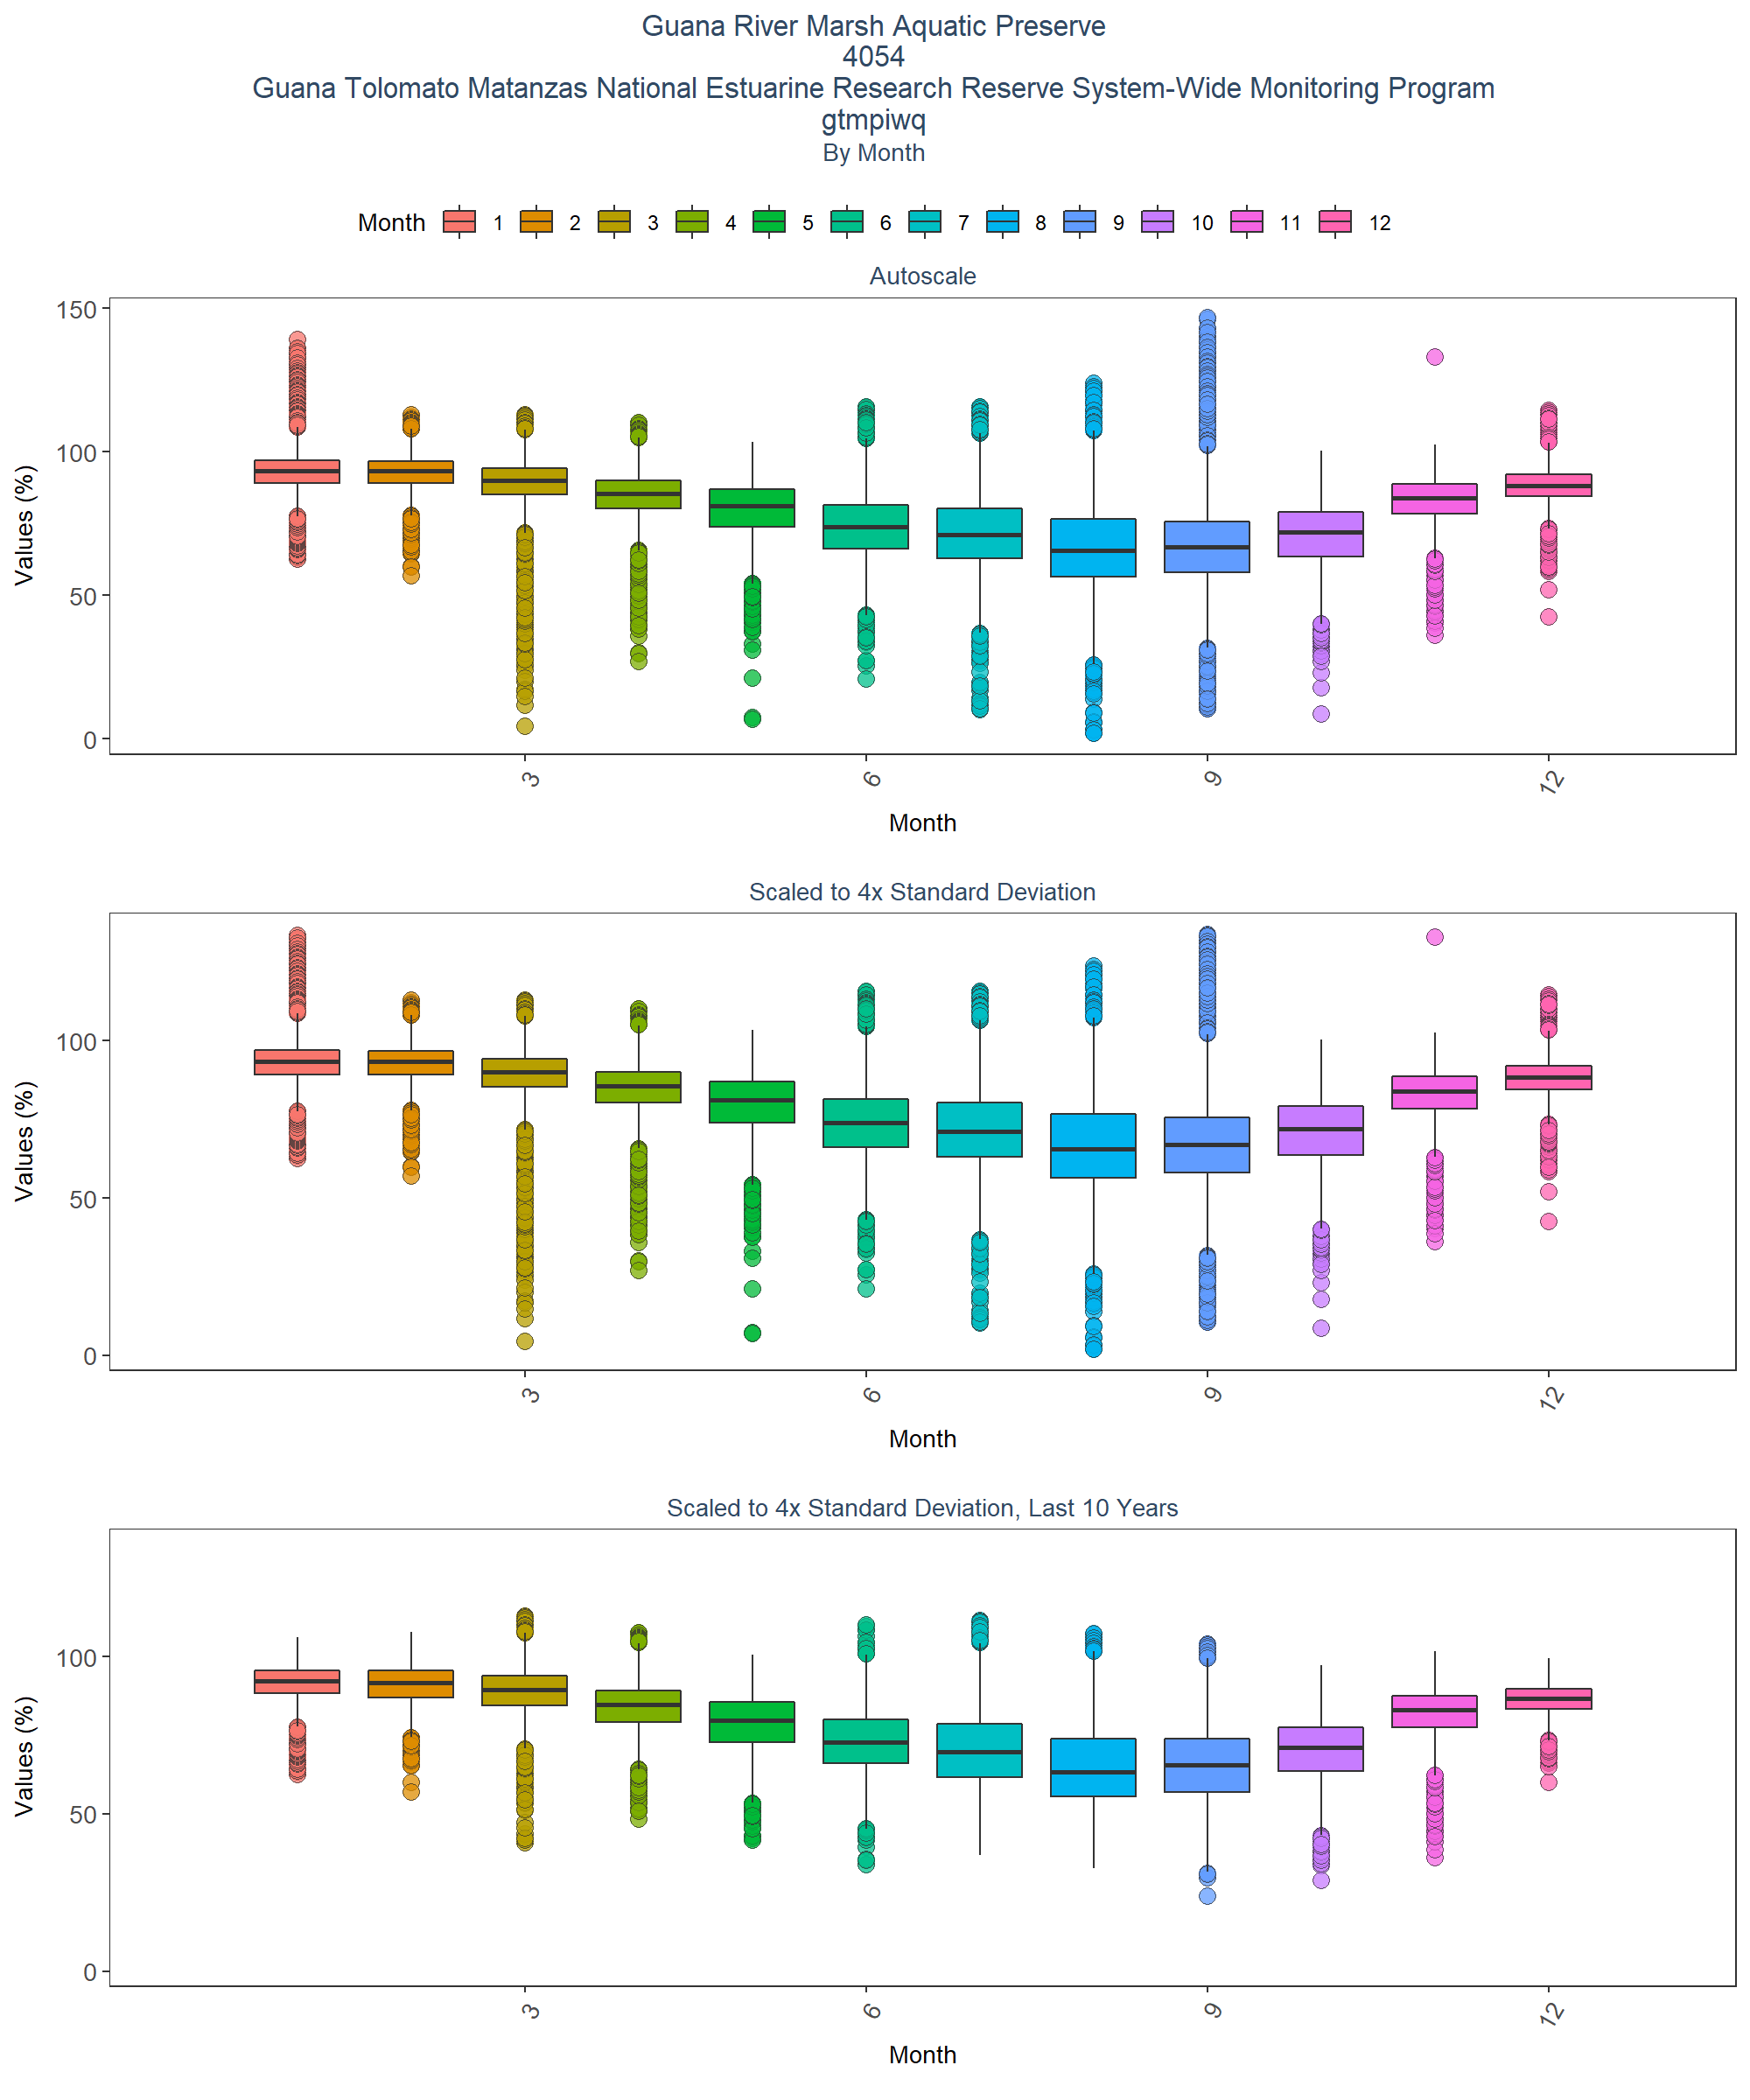 Guana River Marsh Aquatic Preserve
4054
Guana Tolomato Matanzas National Estuarine Research Reserve System-Wide Monitoring Program
gtmpiwq
By Month
Month 1 2 3 4 5 6 7 8 9 10 11 12
Autoscale
Values (%)
150
100
50
0
3 6 9 12
Month
Scaled to 4x Standard Deviation
Values (%)
100
50
0
3 6 9 12
Month
Scaled to 4x Standard Deviation, Last 10 Years
Values (%)
100
50
0
3 6 9 12
Month